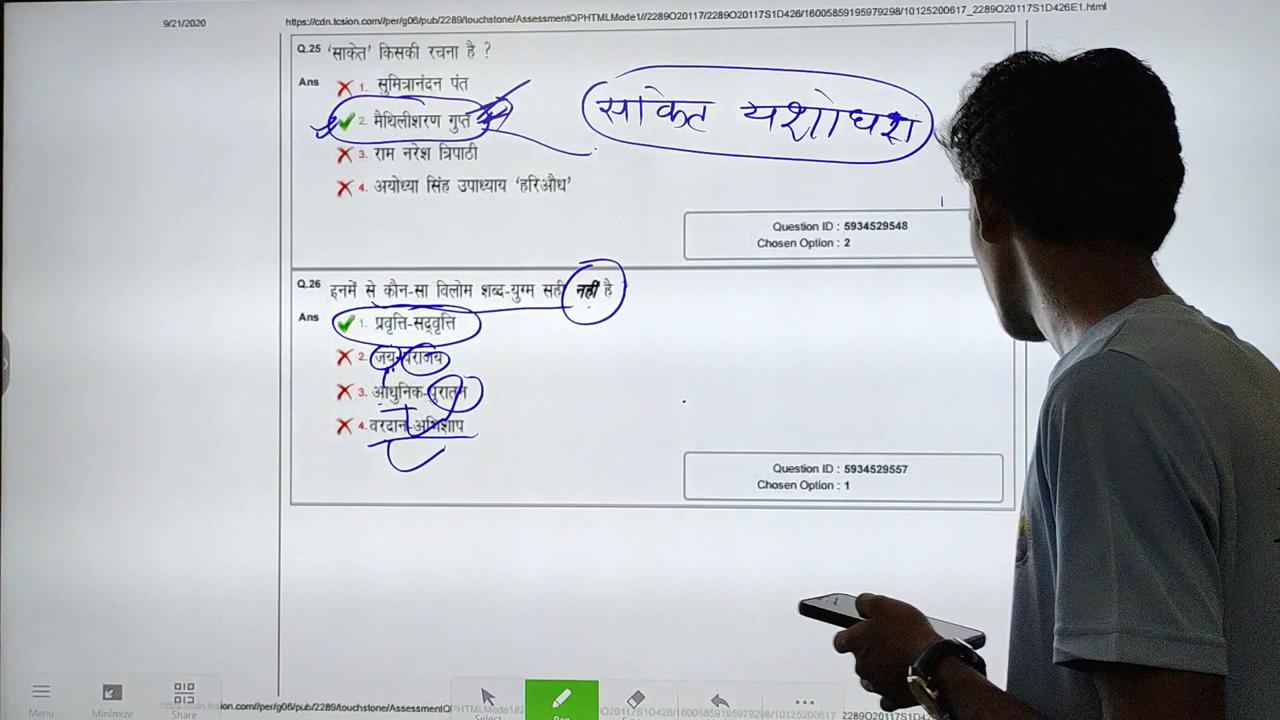 9/21/2020
https://cdn.tcsion.com//per/g06/pub/2289/touchstone/AssessmentQPHTMLMode1//2289O20117/2289O20117S1D426/16005859195979298/10125200617_2289O20117S1D426E1.html
Q.25 'साकेत' किसकी रचना है ?
Ans 1. सुमित्रानंदन पंत
2. मैथिलीशरण गुप्त
3. राम नरेश त्रिपाठी
4. अयोध्या सिंह उपाध्याय 'हरिऔध'
साकेत यशोधरा
Question ID : 5934529548
Chosen Option : 2
Q.26 इनमें से कौन-सा विलोम शब्द-युग्म सही नहीं है
Ans 1. प्रवृत्ति-सद्वृत्ति
2. जय-पराजय
3. आधुनिक-पुरातन
4. वरदान-अभिशाप
Question ID : 5934529557
Chosen Option : 1
Menu
Minimize
Share
Select
Pen